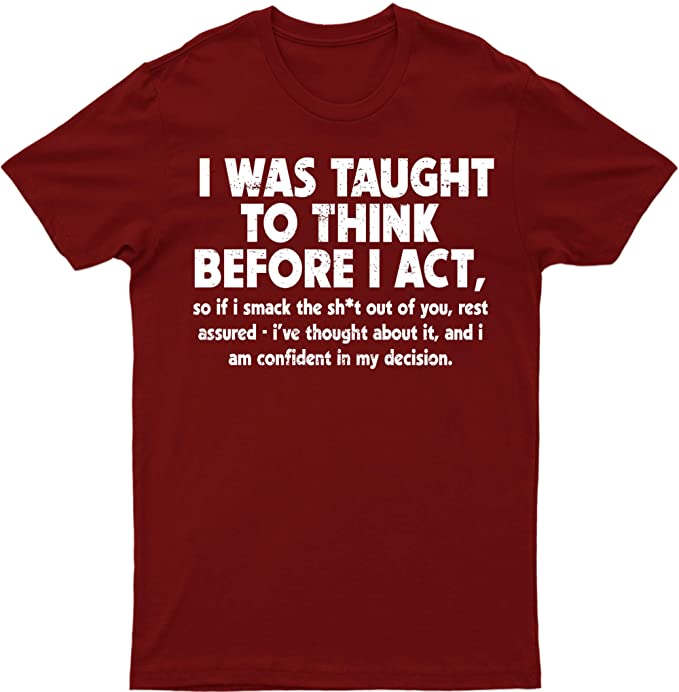 I WAS TAUGHT
TO THINK
BEFORE I ACT,
so if i smack the sh*t out of you, rest
assured - i've thought about it, and i
am confident in my decision.